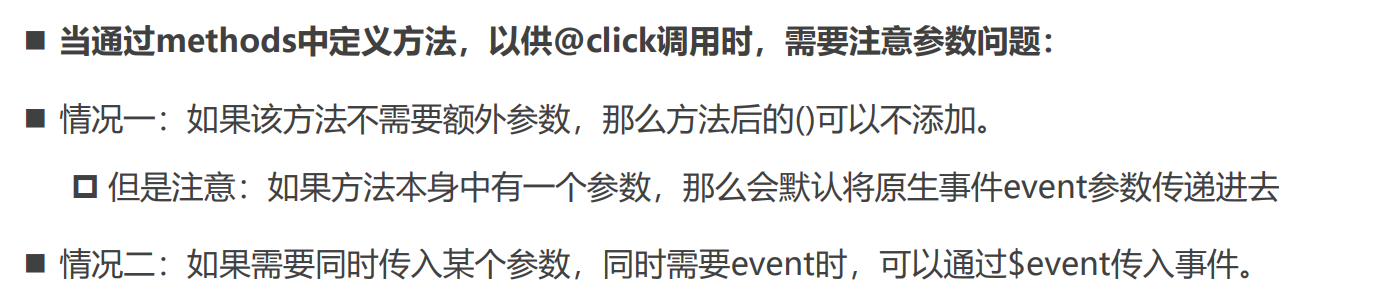 当通过methods中定义方法，以供@click调用时，需要注意参数问题：
情况一：如果该方法不需要额外参数，那么方法后的()可以不添加。
但是注意：如果方法本身中有一个参数，那么会默认将原生事件event参数传递进去
情况二：如果需要同时传入某个参数，同时需要event时，可以通过$event传入事件。